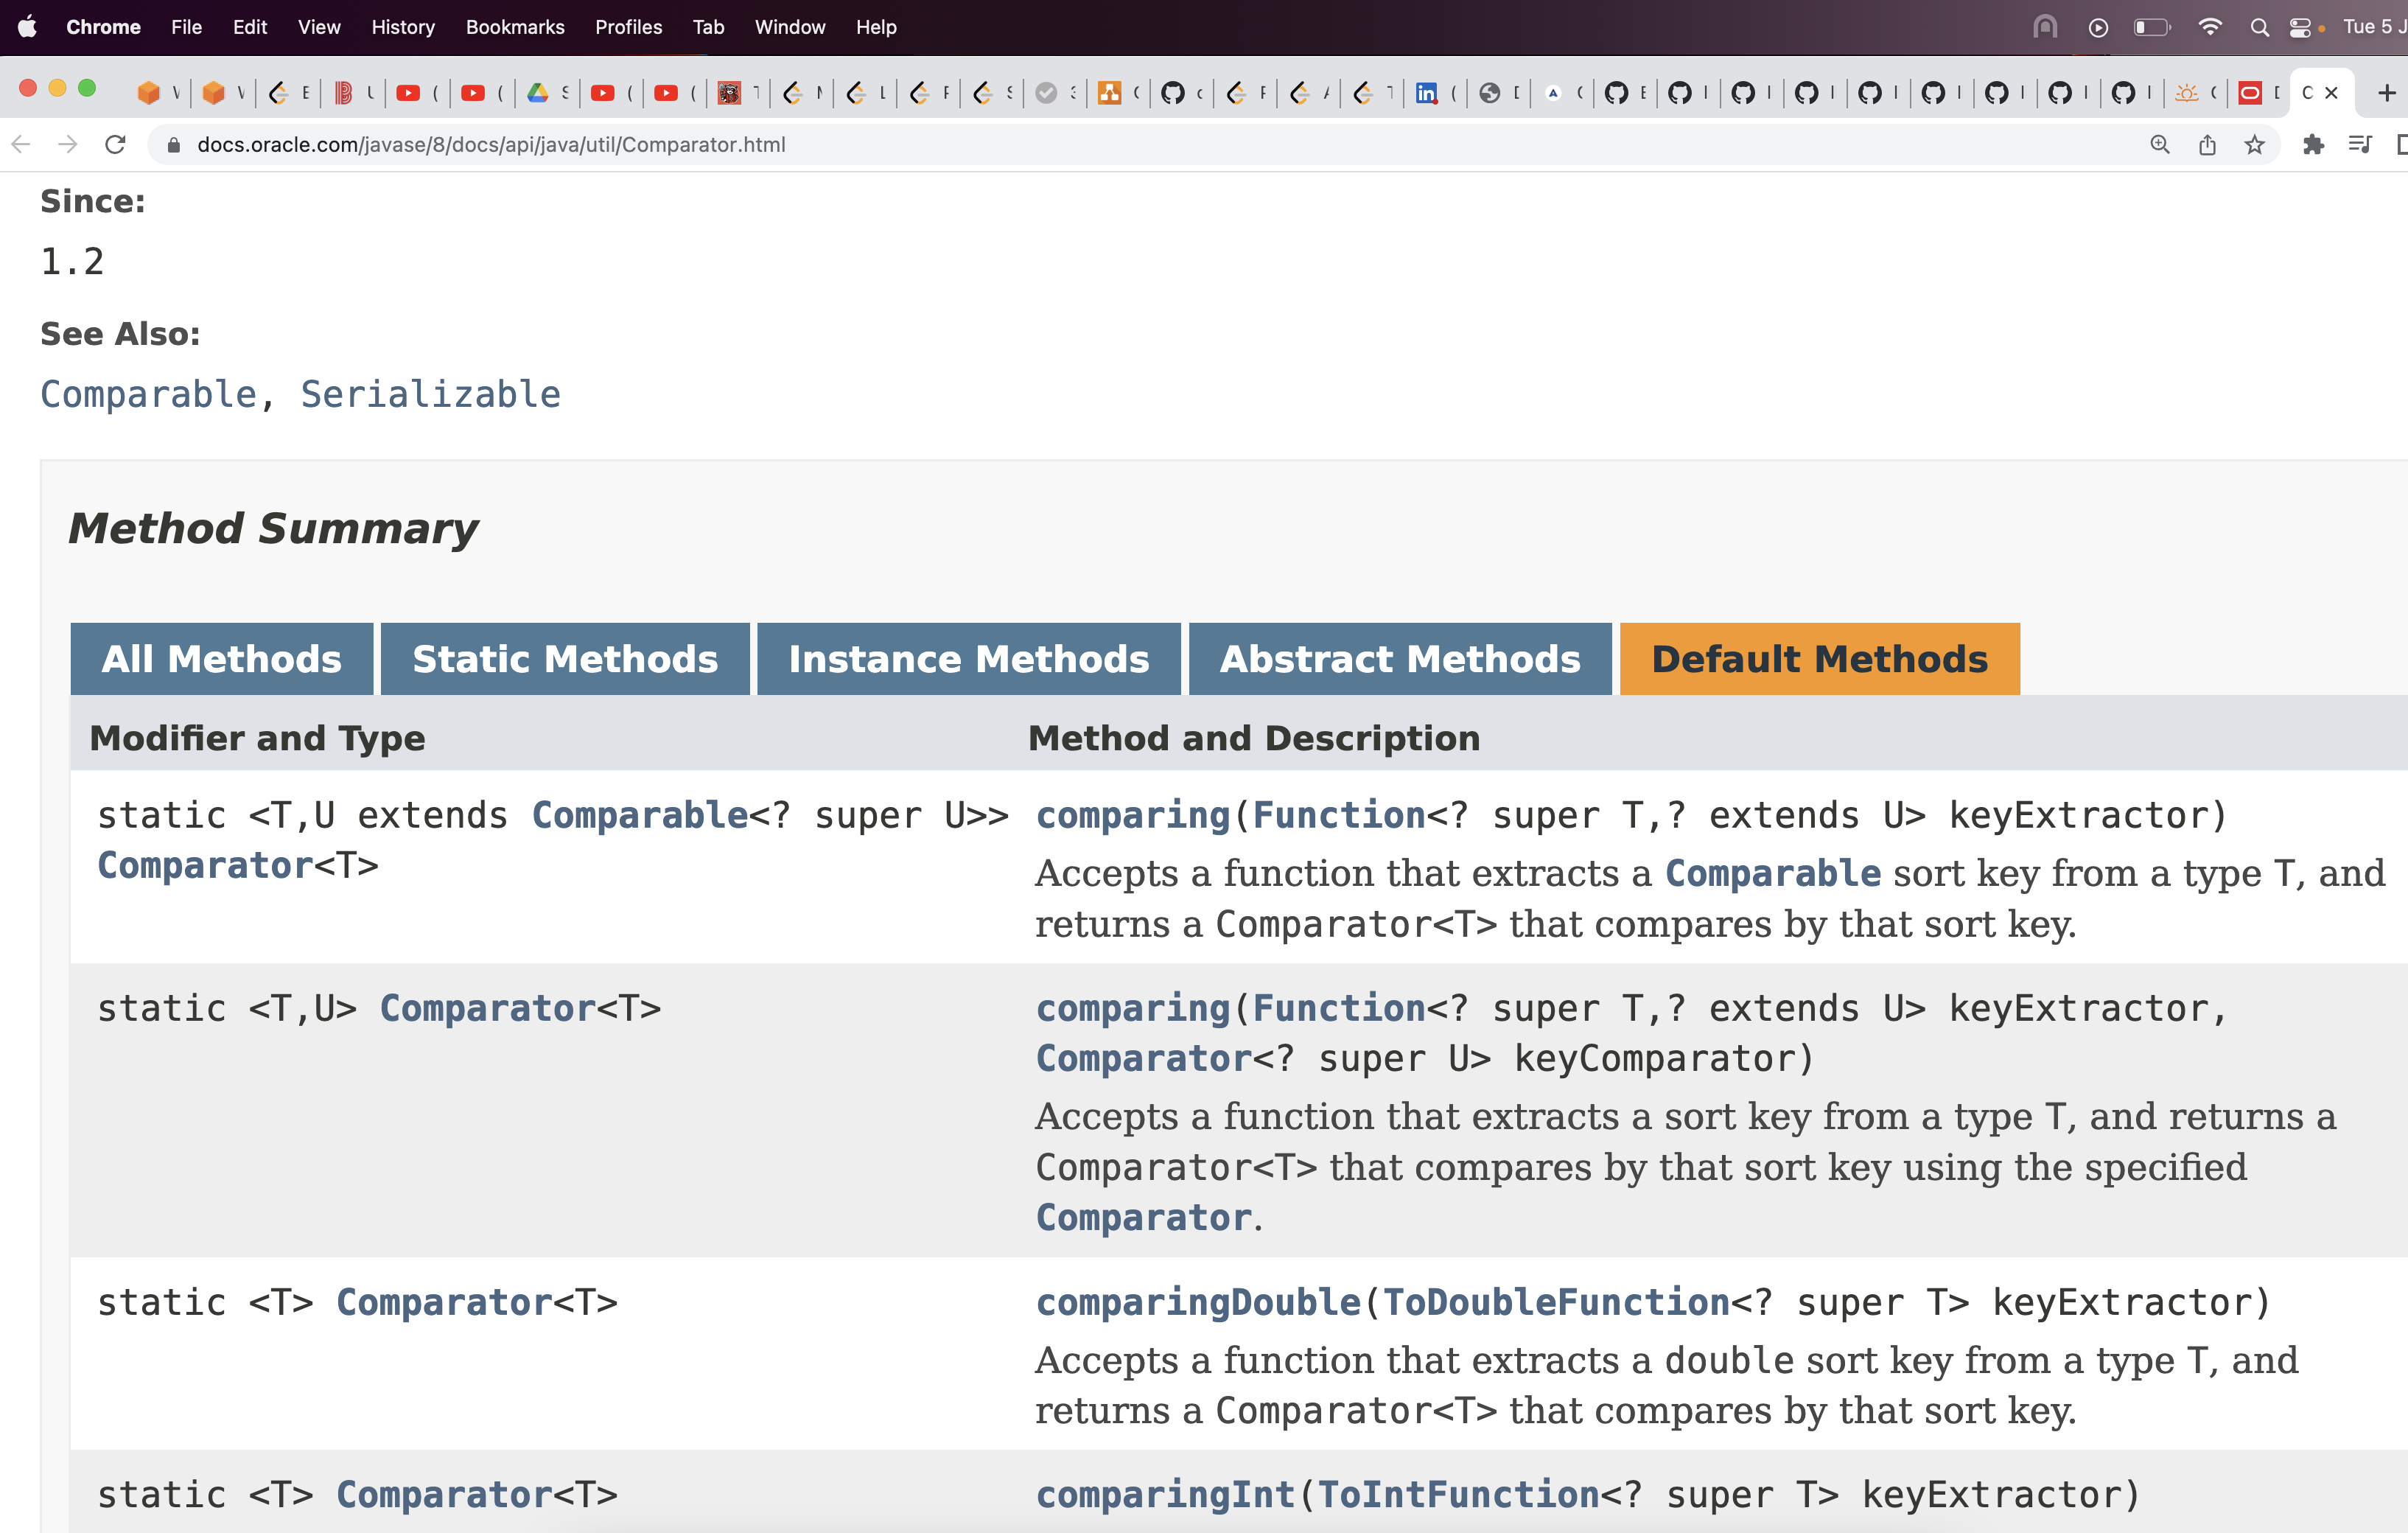 Chrome File Edit View History Bookmarks Profiles Tab Window Help Tue 5 J
docs.oracle.com/javase/8/docs/api/java/util/Comparator.html
Since:
1.2
See Also:
Comparable, Serializable
Method Summary
All Methods Static Methods Instance Methods Abstract Methods Default Methods
Modifier and Type Method and Description
static <T,U extends Comparable<? super U>> comparing(Function<? super T,? extends U> keyExtractor)
Comparator<T>
Accepts a function that extracts a Comparable sort key from a type T, and
returns a Comparator<T> that compares by that sort key.
static <T,U> Comparator<T> comparing(Function<? super T,? extends U> keyExtractor,
Comparator<? super U> keyComparator)
Accepts a function that extracts a sort key from a type T, and returns a
Comparator<T> that compares by that sort key using the specified
Comparator.
static <T> Comparator<T> comparingDouble(ToDoubleFunction<? super T> keyExtractor)
Accepts a function that extracts a double sort key from a type T, and
returns a Comparator<T> that compares by that sort key.
static <T> Comparator<T> comparingInt(ToIntFunction<? super T> keyExtractor)